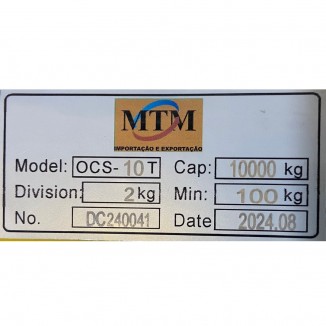 MTM
IMPORTAÇÃO E EXPORTAÇÃO
Model: OCS-10T Cap: 10000 kg
Division: 2kg Min: 100 kg
No. DC240041 Date 2024.08